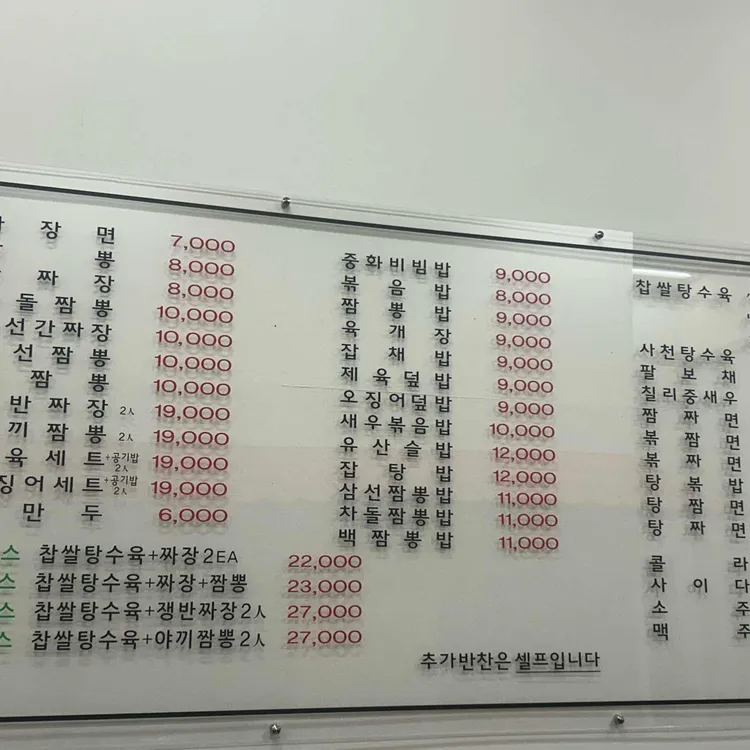 장면 7,000
뽕 8,000
짜장 8,000
돌짬뽕 10,000
선간짜장 10,000
선짬뽕 10,000
짬뽕 10,000
반짜장 2人 19,000
끼짬뽕 2人 19,000
육세트+공기밥 2人 19,000
징어세트+공기밥 2人 19,000
만두 6,000
스 찹쌀탕수육+짜장2EA 22,000
스 찹쌀탕수육+짜장+짬뽕 23,000
스 찹쌀탕수육+쟁반짜장2人 27,000
스 찹쌀탕수육+야끼짬뽕2人 27,000
중화비빔밥 9,000
볶음밥 8,000
짬뽕밥 9,000
육개장 9,000
잡채밥 9,000
제육덮밥 9,000
오징어덮밥 9,000
새우볶음밥 10,000
유산슬밥 12,000
잡탕밥 12,000
삼선짬뽕밥 11,000
차돌짬뽕밥 11,000
백짬뽕밥 11,000
추가반찬은 셀프입니다
찹쌀탕수육
사천탕수육
팔보채
칠리중새우
짬짜면
볶짬면
볶짜면
탕볶밥
탕짬면
탕짜면
콜라
사이다
소주
맥주